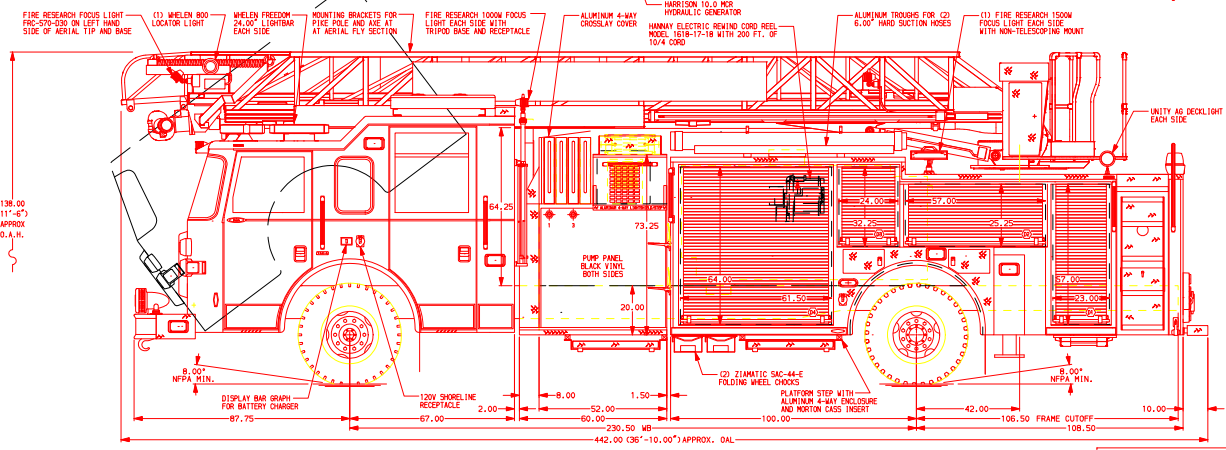 HARRISON 10.0 MCR
HYDRAULIC GENERATOR
FIRE RESEARCH FOCUS LIGHT
FRC-570-D30 ON LEFT HAND
SIDE OF AERIAL TIP AND BASE
(1) WHELEN 800
LOCATOR LIGHT
WHELEN FREEDOM
24.00" LIGHTBAR
EACH SIDE
MOUNTING BRACKETS FOR
PIKE POLE AND AXE AT
AT AERIAL FLY SECTION
FIRE RESEARCH 1000W FOCUS
LIGHT EACH SIDE WITH
TRIPOD BASE AND RECEPTACLE
ALUMINUM 4-WAY
CROSSLAY COVER
HANNAY ELECTRIC REWIND CORD REEL
MODEL 1618-17-18 WITH 200 FT. OF
10/4 CORD
ALUMINUM TROUGHS FOR (2)
6.00" HARD SUCTION HOSES
(1) FIRE RESEARCH 1500W
FOCUS LIGHT EACH SIDE
WITH NON-TELESCOPING MOUNT
UNITY AG DECKLIGHT
EACH SIDE
138.00
11'-6")
APPROX
O.A.H.
64.25
1
3
73.25
PUMP PANEL
BLACK VINYL
BOTH SIDES
20.00
64.00
61.50
24.00
32.25
57.00
25.25
57.00
23.00
8.00"
NFPA MIN.
8.00"
NFPA MIN.
DISPLAY BAR GRAPH
FOR BATTERY CHARGER
120V SHORELINE
RECEPTACLE
(2) ZIAMATIC SAC-44-E
FOLDING WHEEL CHOCKS
PLATFORM STEP WITH
ALUMINUM 4-WAY ENCLOSURE
AND MORTON CASS INSERT
8.00
1.50
2.00
52.00
42.00
10.00
87.75
67.00
60.00
100.00
106.50 FRAME CUTOFF
230.50 WB
108.50
442.00 (36'-10.00") APPROX. OAL